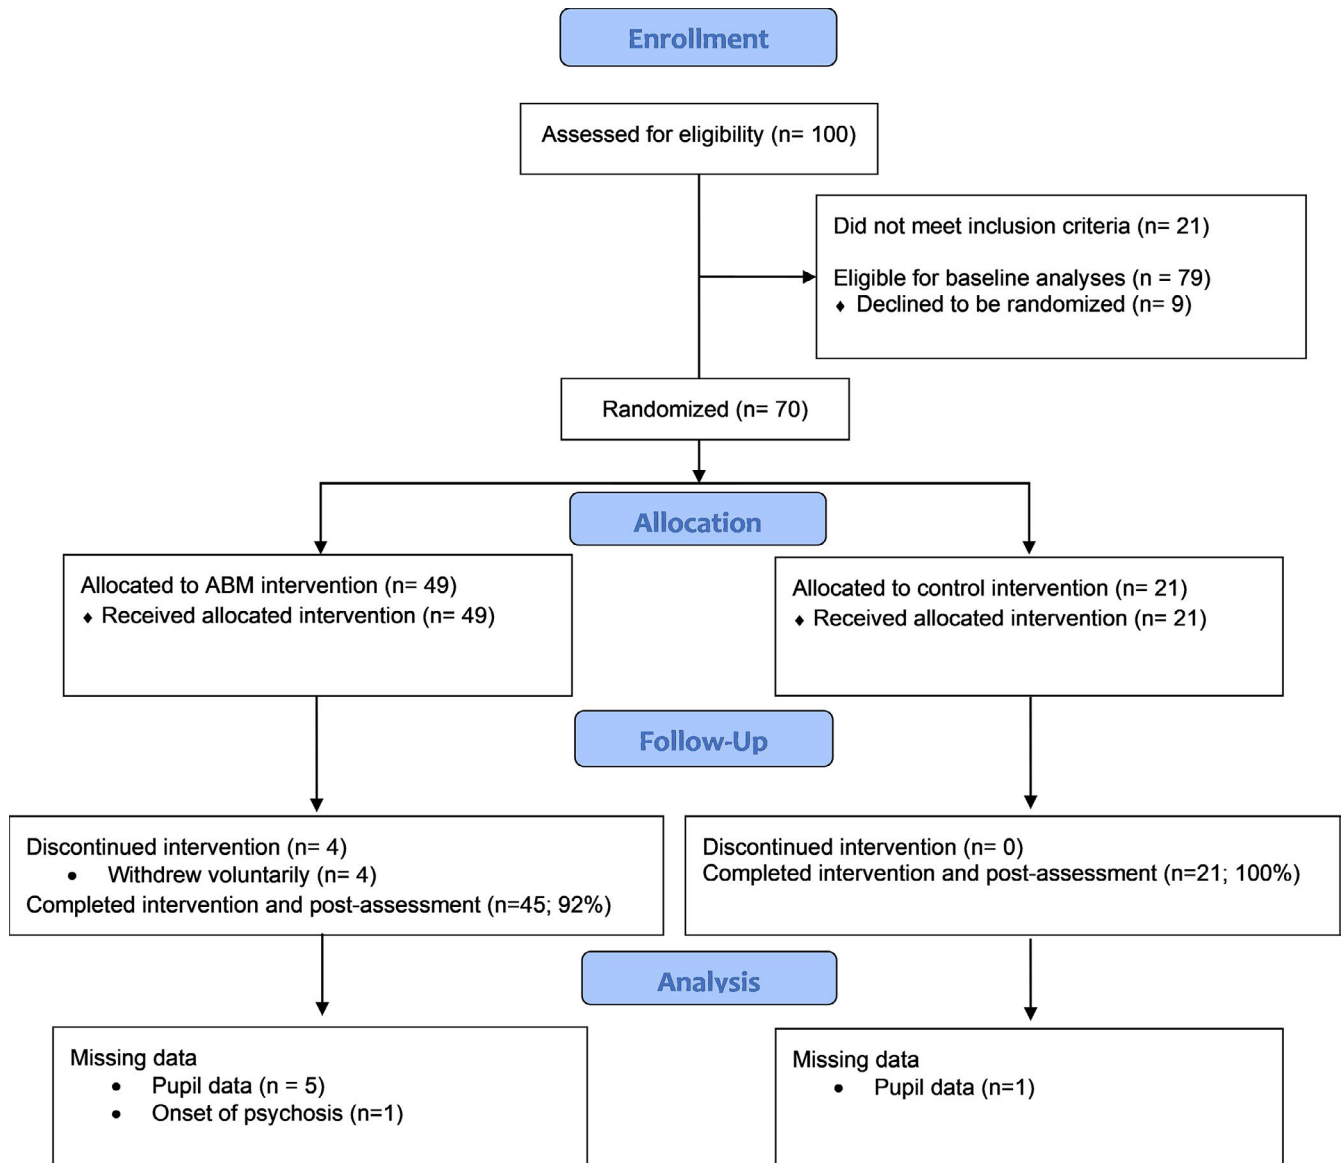 Enrollment
Assessed for eligibility (n= 100)
Did not meet inclusion criteria (n= 21)
Eligible for baseline analyses (n = 79)
♦ Declined to be randomized (n= 9)
Randomized (n= 70)
Allocation
Allocated to ABM intervention (n= 49)
♦ Received allocated intervention (n= 49)
Allocated to control intervention (n= 21)
♦ Received allocated intervention (n= 21)
Follow-Up
Discontinued intervention (n= 4)
• Withdrew voluntarily (n= 4)
Completed intervention and post-assessment (n=45; 92%)
Discontinued intervention (n= 0)
Completed intervention and post-assessment (n=21; 100%)
Analysis
Missing data
• Pupil data (n = 5)
• Onset of psychosis (n=1)
Missing data
• Pupil data (n=1)